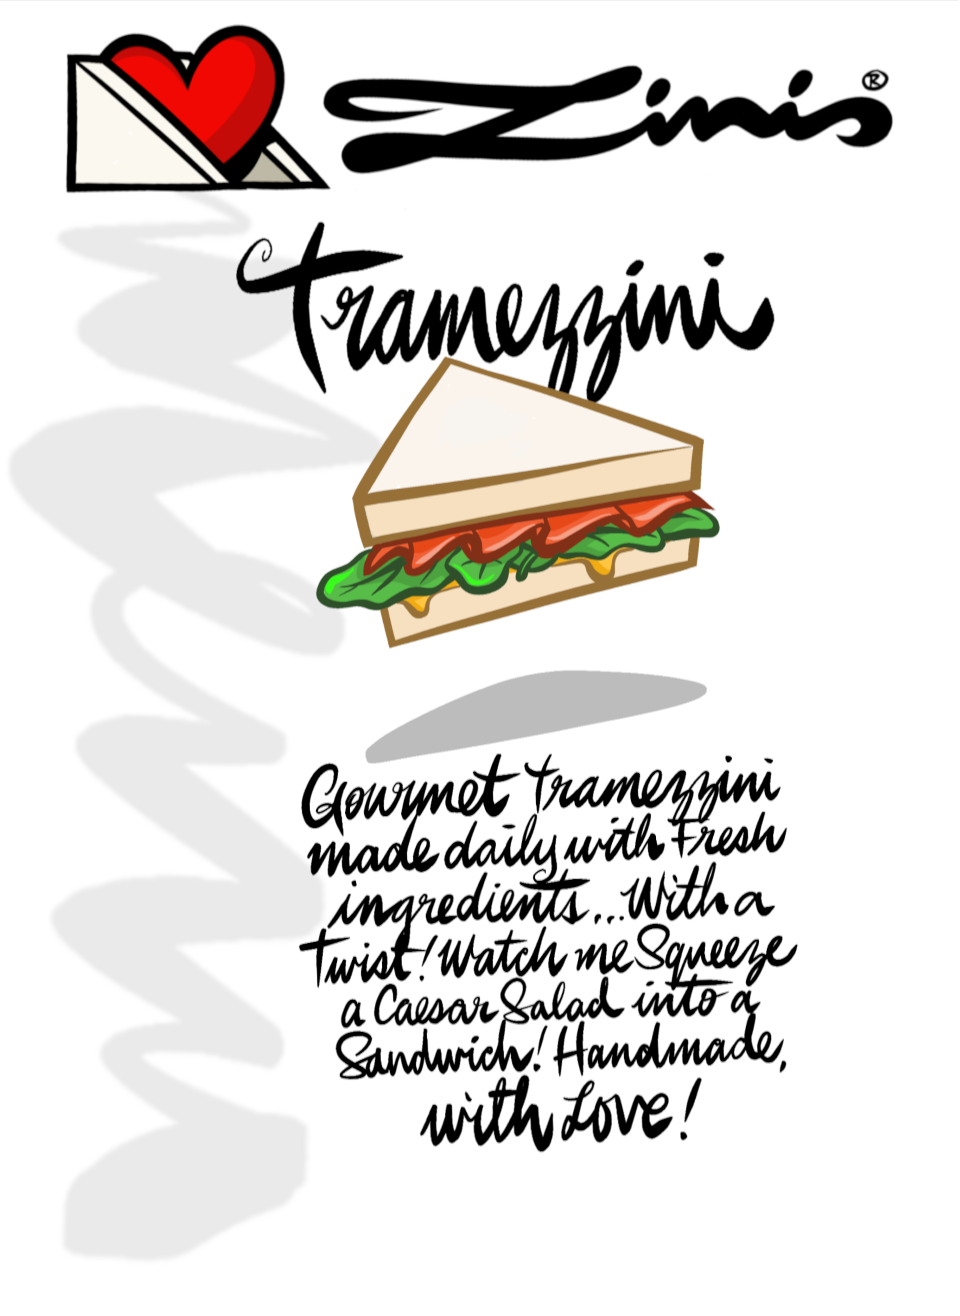 Zinis®
Tramezzini
Gourmet Tramezzini
made daily with Fresh
ingredients...With a
Twist! Watch me Squeeze
a Caesar Salad into a
Sandwich! Handmade,
with Love!